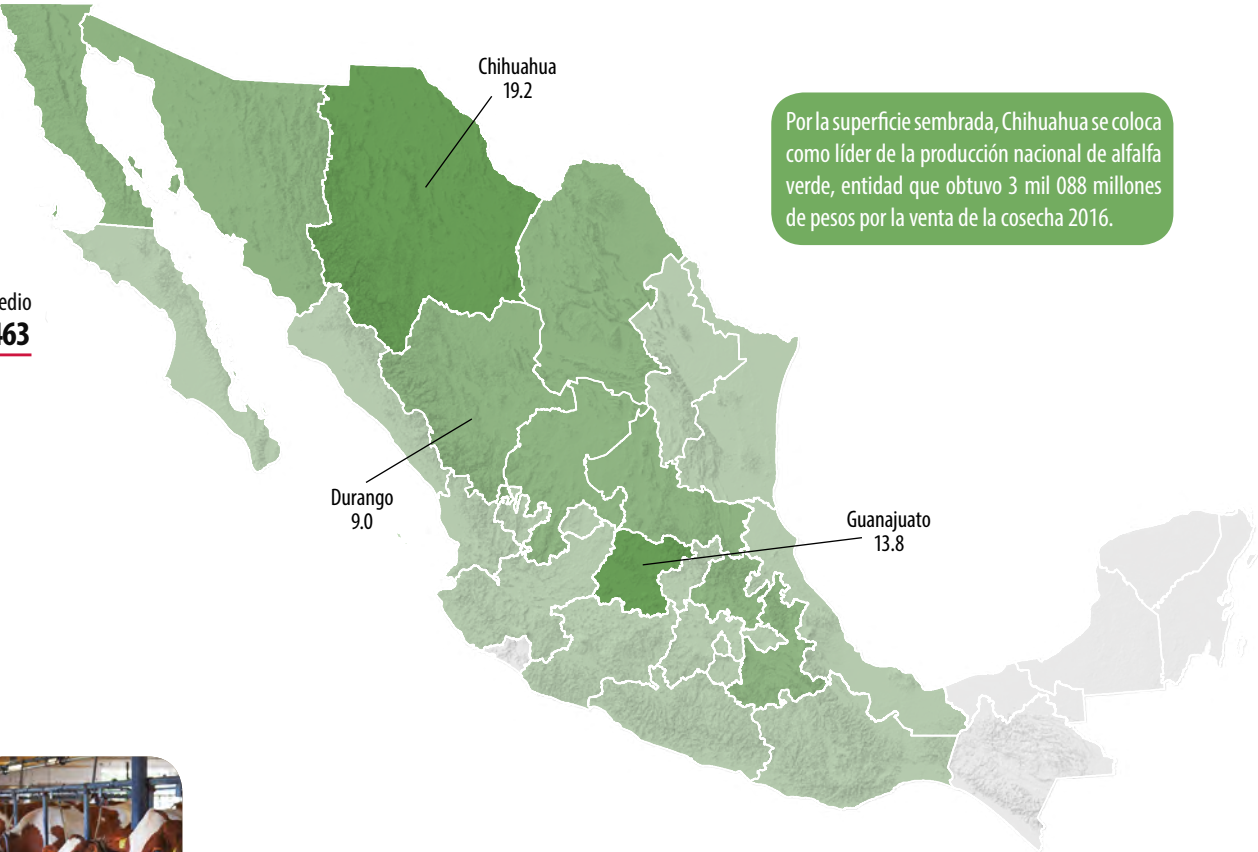 Chihuahua
19.2
Por la superficie sembrada, Chihuahua se coloca
como líder de la producción nacional de alfalfa
verde, entidad que obtuvo 3 mil 088 millones
de pesos por la venta de la cosecha 2016.
Durango
9.0
Guanajuato
13.8